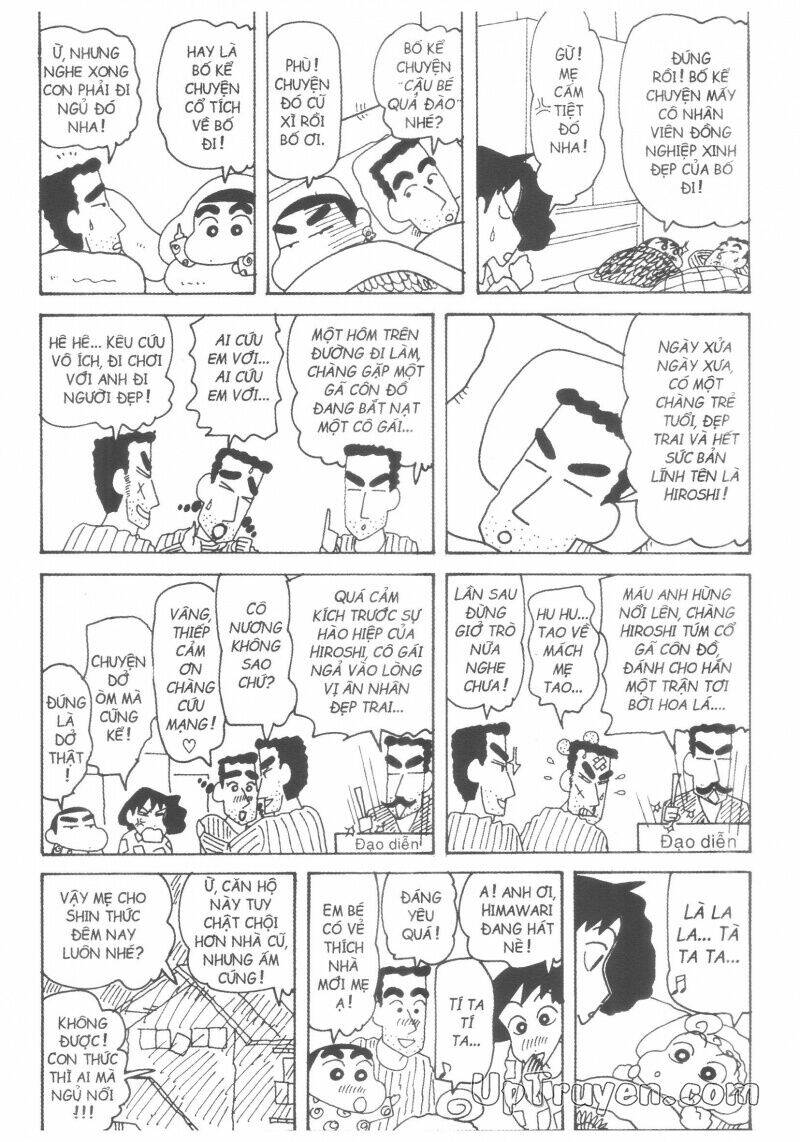 ĐÚNG
RỒI! BỐ KỂ
CHUYỆN MẤY
CÔ NHÂN
VIÊN ĐỒNG
NGHIỆP XINH
ĐẸP CỦA BỐ
ĐI!
GỪ!
MẸ
CẤM
TIỆT
ĐÓ
NHA!
BỐ KỂ
CHUYỆN
"CẬU BÉ
QUẢ ĐÀO"
NHÉ?
PHÙ!
CHUYỆN
ĐÓ CŨ
XÌ RỒI
BỐ ƠI.
HAY LÀ
BỐ KỂ
CHUYỆN
CỔ TÍCH
VỀ BỐ
ĐI!
Ừ, NHƯNG
NGHE XONG
CON PHẢI ĐI
NGỦ ĐÓ
NHA!
NGÀY XỬA
NGÀY XƯA,
CÓ MỘT
CHÀNG TRẺ
TUỔI, ĐẸP
TRAI VÀ HẾT
SỨC BẢN
LĨNH TÊN LÀ
HIROSHI!
MỘT HÔM TRÊN
ĐƯỜNG ĐI LÀM,
CHÀNG GẶP MỘT
GÃ CÔN ĐỒ
ĐANG BẮT NẠT
MỘT CÔ GÁI...
AI CỨU
EM VỚI...
AI CỨU
EM VỚI...
HÊ HÊ... KÊU CỨU
VÔ ÍCH, ĐI CHƠI
VỚI ANH ĐI
NGƯỜI ĐẸP!
MÁU ANH HÙNG
NỔI LÊN, CHÀNG
HIROSHI TÚM CỔ
GÃ CÔN ĐỒ,
ĐÁNH CHO HẮN
MỘT TRẬN TƠI
BỜI HOA LÁ....
HU HU...
TAO VỀ
MÁCH
MẸ
TAO...
LẦN SAU
ĐỪNG
GIỞ TRÒ
NỮA
NGHE
CHƯA!
Đạo diễn
QUÁ CẢM
KÍCH TRƯỚC SỰ
HÀO HIỆP CỦA
HIROSHI, CÔ GÁI
NGẢ VÀO LÒNG
VỊ ÂN NHÂN
ĐẸP TRAI...
CÔ
NƯƠNG
KHÔNG
SAO
CHỨ?
VÂNG,
THIẾP
CẢM
ƠN
CHÀNG
CỨU
MẠNG!
♡
CHUYỆN
DỞ
ÒM MÀ
CŨNG
KỂ!
ĐÚNG
LÀ
DỞ
THẬT
!
Đạo diễn
LÀ LA
LA... TÀ
TA TA...
♫
A! ANH ƠI,
HIMAWARI
ĐANG HÁT
NÈ!
TÍ TA
TÍ
TA...
ĐÁNG
YÊU
QUÁ!
EM BÉ
CÓ VẺ
THÍCH
NHÀ
MỚI MẸ
Ạ!
Ừ, CĂN HỘ
NÀY TUY
CHẬT CHỘI
HƠN NHÀ CŨ,
NHƯNG ẤM
CÚNG!
VẬY MẸ CHO
SHIN THỨC
ĐÊM NAY
LUÔN NHÉ?
KHÔNG
ĐƯỢC!
CON THỨC
THÌ AI MÀ
NGỦ NỔI
!!!
UpTruyen.com